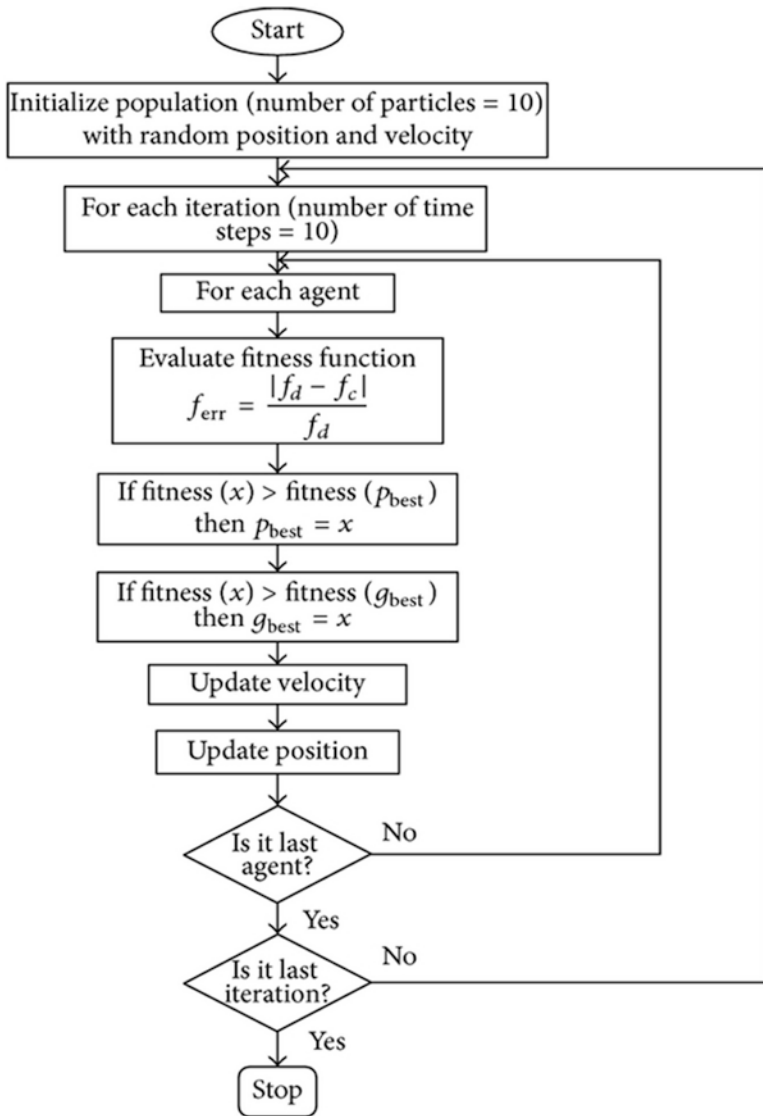 Start
Initialize population (number of particles = 10)
with random position and velocity
For each iteration (number of time
steps = 10)
For each agent
Evaluate fitness function
f_err = |f_d − f_c| / f_d
If fitness (x) > fitness (p_best)
then p_best = x
If fitness (x) > fitness (g_best)
then g_best = x
Update velocity
Update position
Is it last
agent?
No
Yes
Is it last
iteration?
No
Yes
Stop